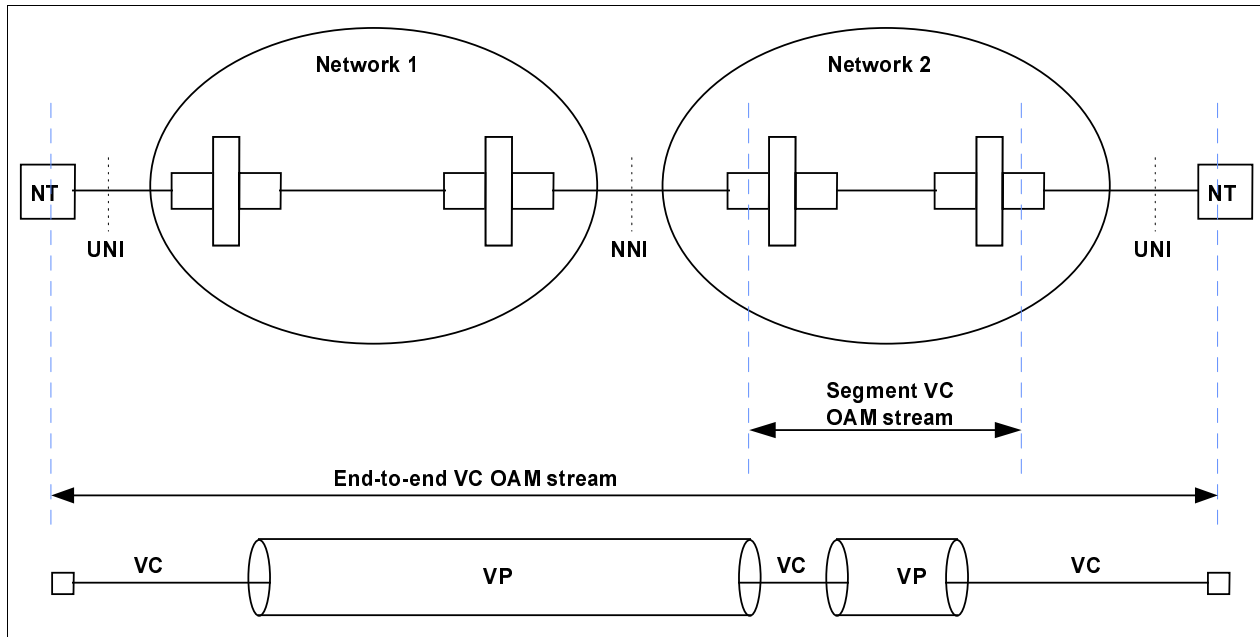 Network 1
Network 2
NT
NT
UNI
NNI
UNI
Segment VC
OAM stream
End-to-end VC OAM stream
VC
VP
VC
VP
VC